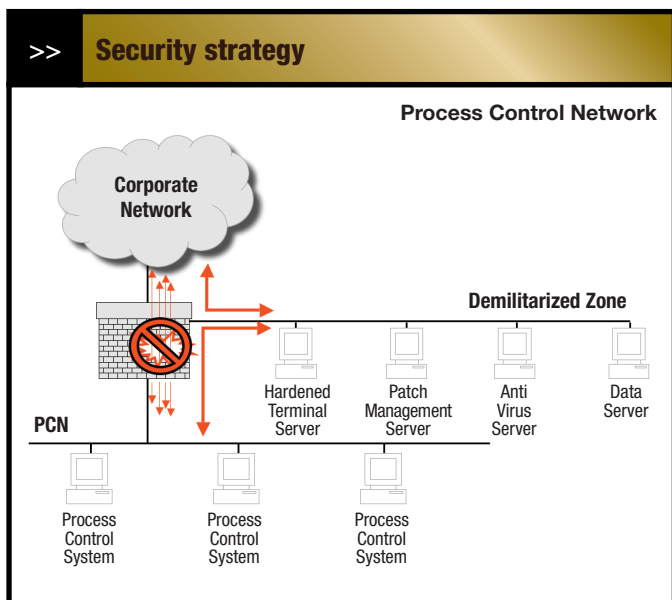 >> Security strategy
Process Control Network
Corporate
Network
Demilitarized Zone
Hardened
Terminal
Server
Patch
Management
Server
Anti
Virus
Server
Data
Server
PCN
Process
Control
System
Process
Control
System
Process
Control
System